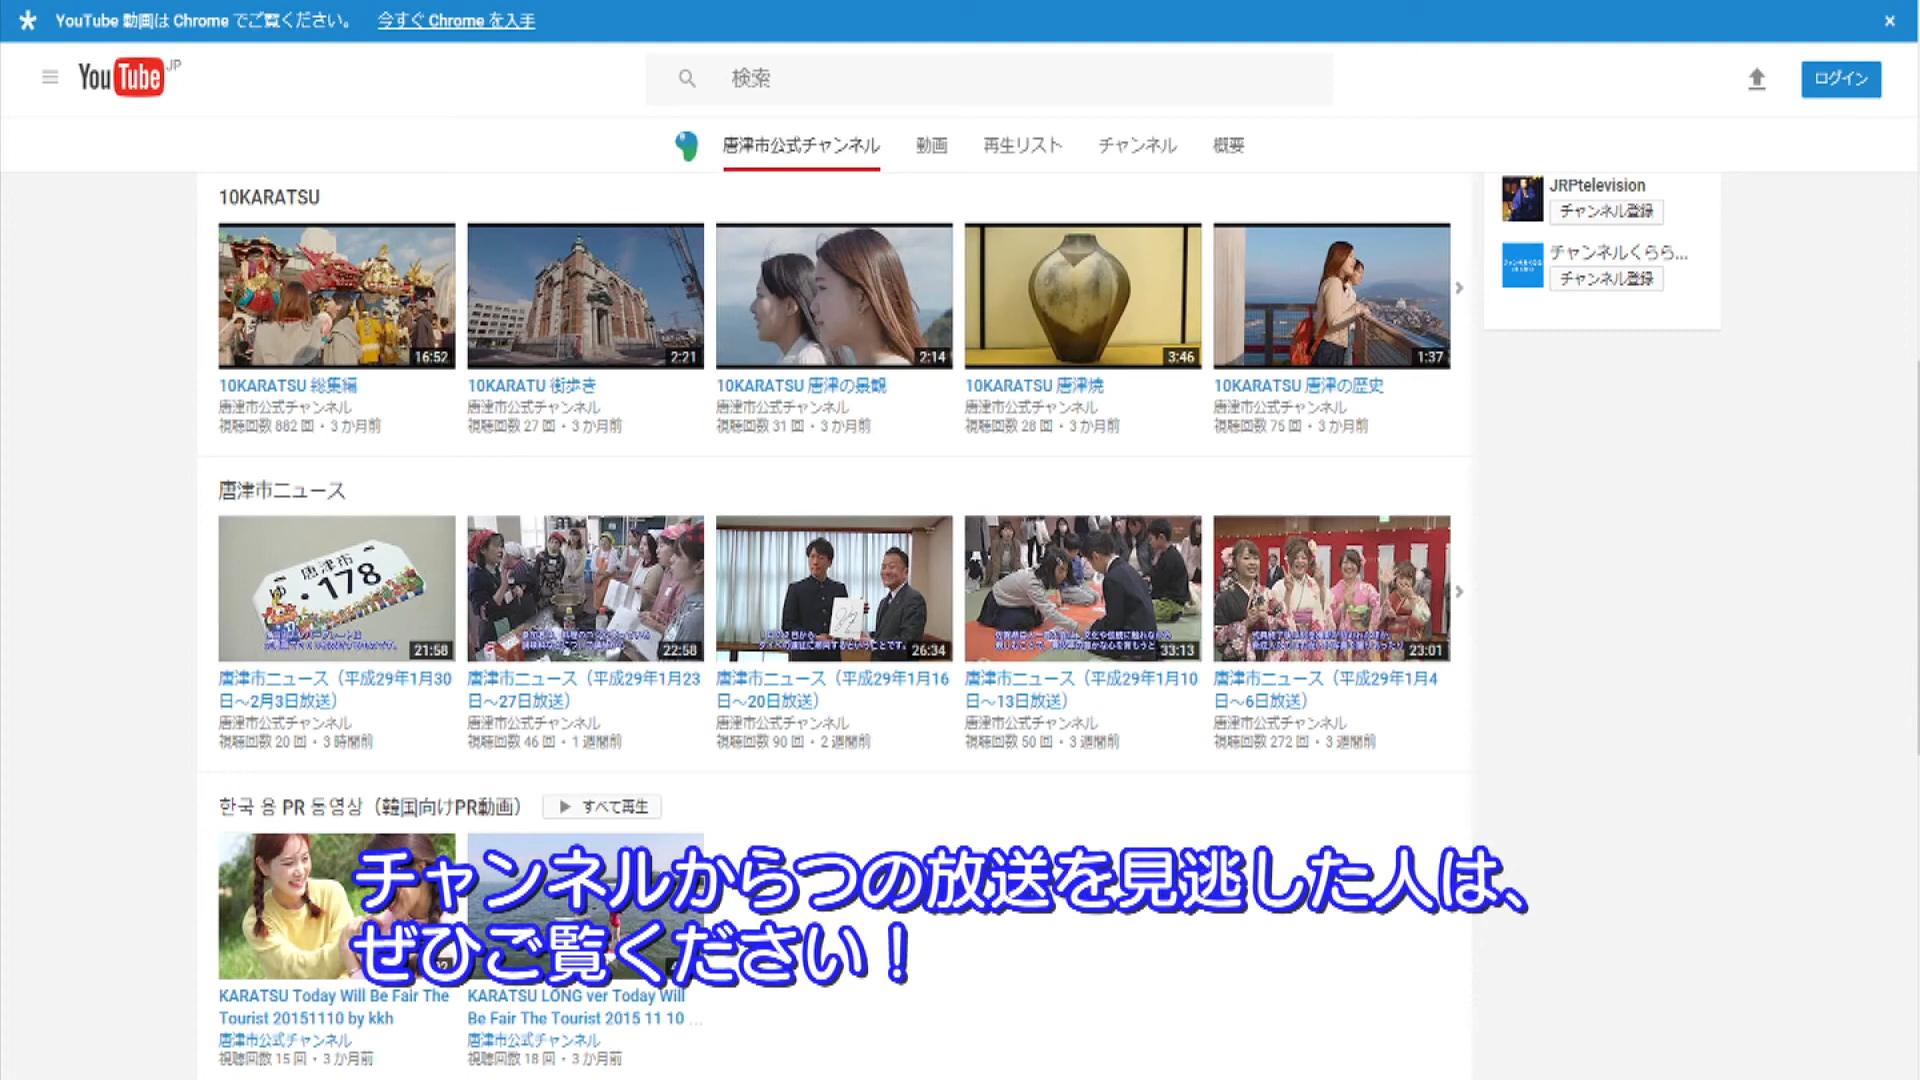 YouTube 動画は Chrome でご覧ください。 今すぐ Chrome を入手 ×
YouTube JP 検索 ログイン
唐津市公式チャンネル 動画 再生リスト チャンネル 概要
JRPtelevision
チャンネル登録
チャンネルくらら...
チャンネル登録
10KARATSU
16:52 2:21 2:14 3:46 1:37
10KARATSU 総集編
唐津市公式チャンネル
視聴回数 882 回・3 か月前
10KARATU 街歩き
唐津市公式チャンネル
視聴回数 27 回・3 か月前
10KARATSU 唐津の景観
唐津市公式チャンネル
視聴回数 31 回・3 か月前
10KARATSU 唐津焼
唐津市公式チャンネル
視聴回数 28 回・3 か月前
10KARATSU 唐津の歴史
唐津市公式チャンネル
視聴回数 75 回・3 か月前
唐津市ニュース
唐津市
・178
21:58 22:58 26:34 33:13 23:01
唐津市ニュース（平成29年1月30
日～2月3日放送）
唐津市公式チャンネル
視聴回数 20 回・3 時間前
唐津市ニュース（平成29年1月23
日～27日放送）
唐津市公式チャンネル
視聴回数 46 回・1 週間前
唐津市ニュース（平成29年1月16
日～20日放送）
唐津市公式チャンネル
視聴回数 90 回・2 週間前
唐津市ニュース（平成29年1月10
日～13日放送）
唐津市公式チャンネル
視聴回数 50 回・3 週間前
唐津市ニュース（平成29年1月4
日～6日放送）
唐津市公式チャンネル
視聴回数 272 回・3 週間前
한국 용 PR 동영상（韓国向けPR動画） すべて再生
チャンネルからつの放送を見逃した人は、
ぜひご覧ください！
KARATSU Today Will Be Fair The
Tourist 20151110 by kkh
唐津市公式チャンネル
視聴回数 15 回・3 か月前
KARATSU LONG ver Today Will
Be Fair The Tourist 2015 11 10 ...
唐津市公式チャンネル
視聴回数 18 回・3 か月前